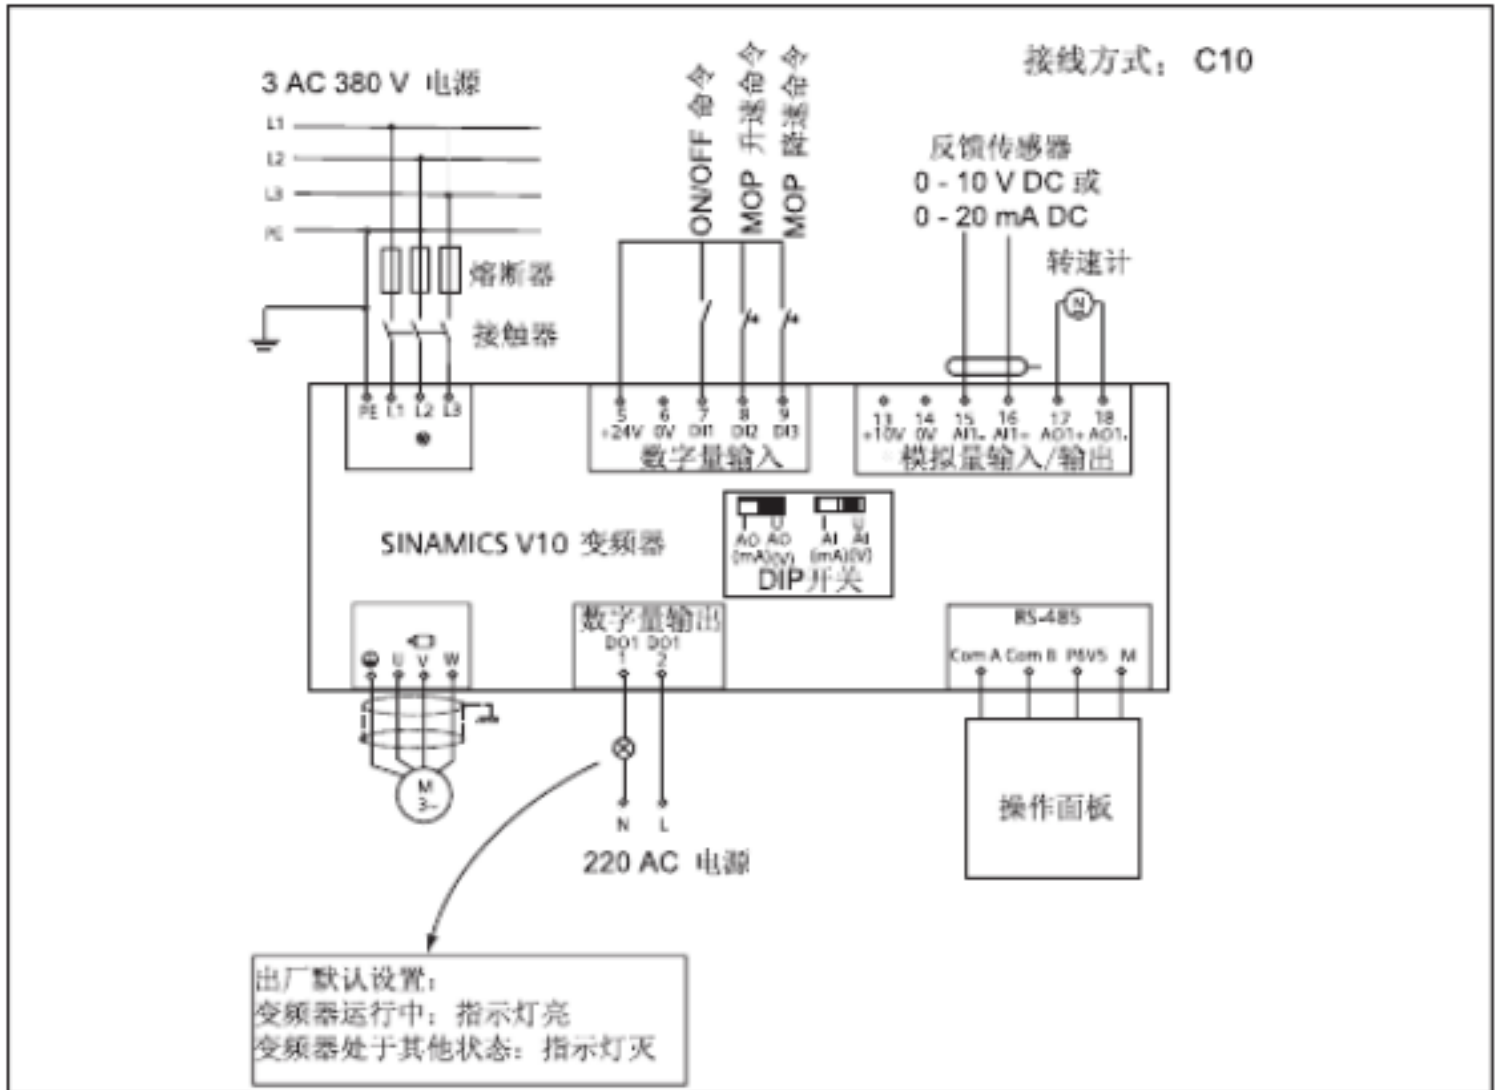 接线方式： C10
3 AC 380 V 电源
L1
L2
L3
PE
熔断器
接触器
ON/OFF 命令
MOP 升速命令
MOP 降速命令
反馈传感器
0 - 10 V DC 或
0 - 20 mA DC
转速计
N
PE L1 L2 L3
5 6 7 8 9
+24V 0V DI1 DI2 DI3
数字量输入
13 14 15 16 17 18
+10V 0V AI1- AI1+ AO1+ AO1-
模拟量输入/输出
SINAMICS V10 变频器
I U I U
AO AO AI AI
(mA)(V) (mA)(V)
DIP开关
U V W
M
3~
数字量输出
DO1 DO1
1 2
N L
220 AC 电源
RS-485
Com A Com B P6V5 M
操作面板
出厂默认设置：
变频器运行中：指示灯亮
变频器处于其他状态：指示灯灭